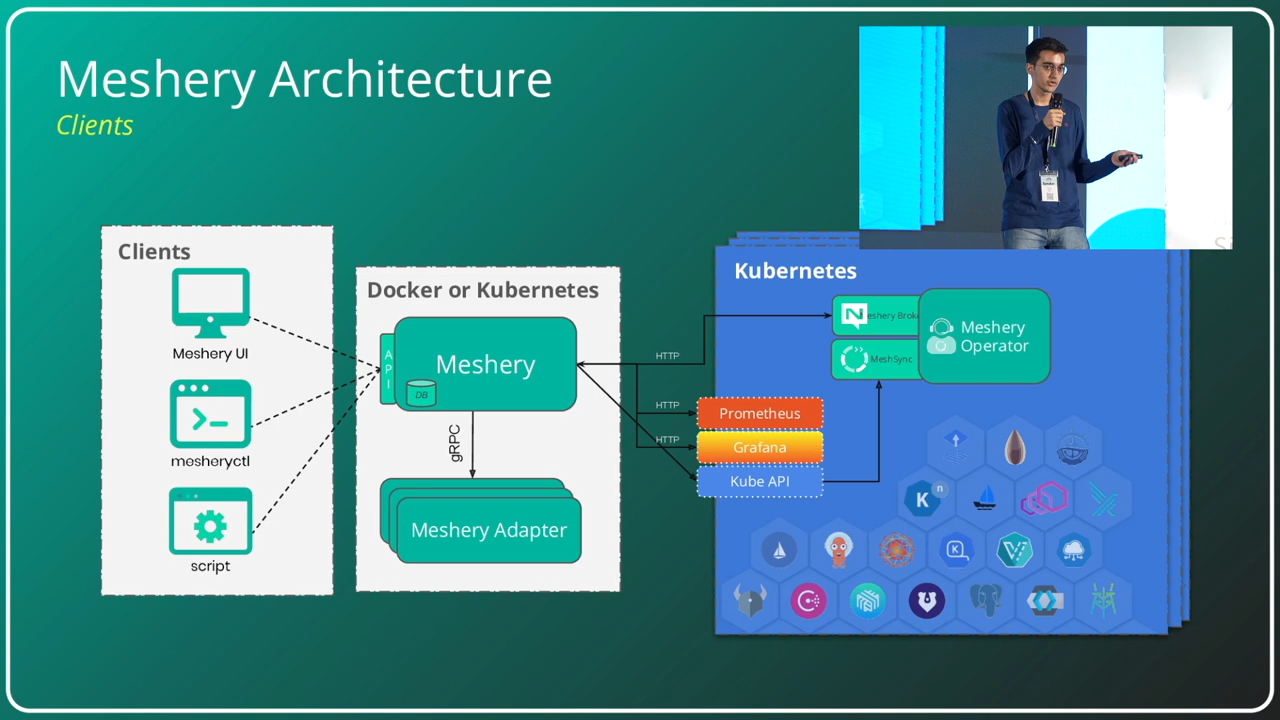 Meshery Architecture
Clients
Clients
Meshery UI
mesheryctl
script
Docker or Kubernetes
API
Meshery
DB
gRPC
Meshery Adapter
HTTP
HTTP
HTTP
Kubernetes
Meshery
Operator
MeshSync
Prometheus
Grafana
Kube API
K
n